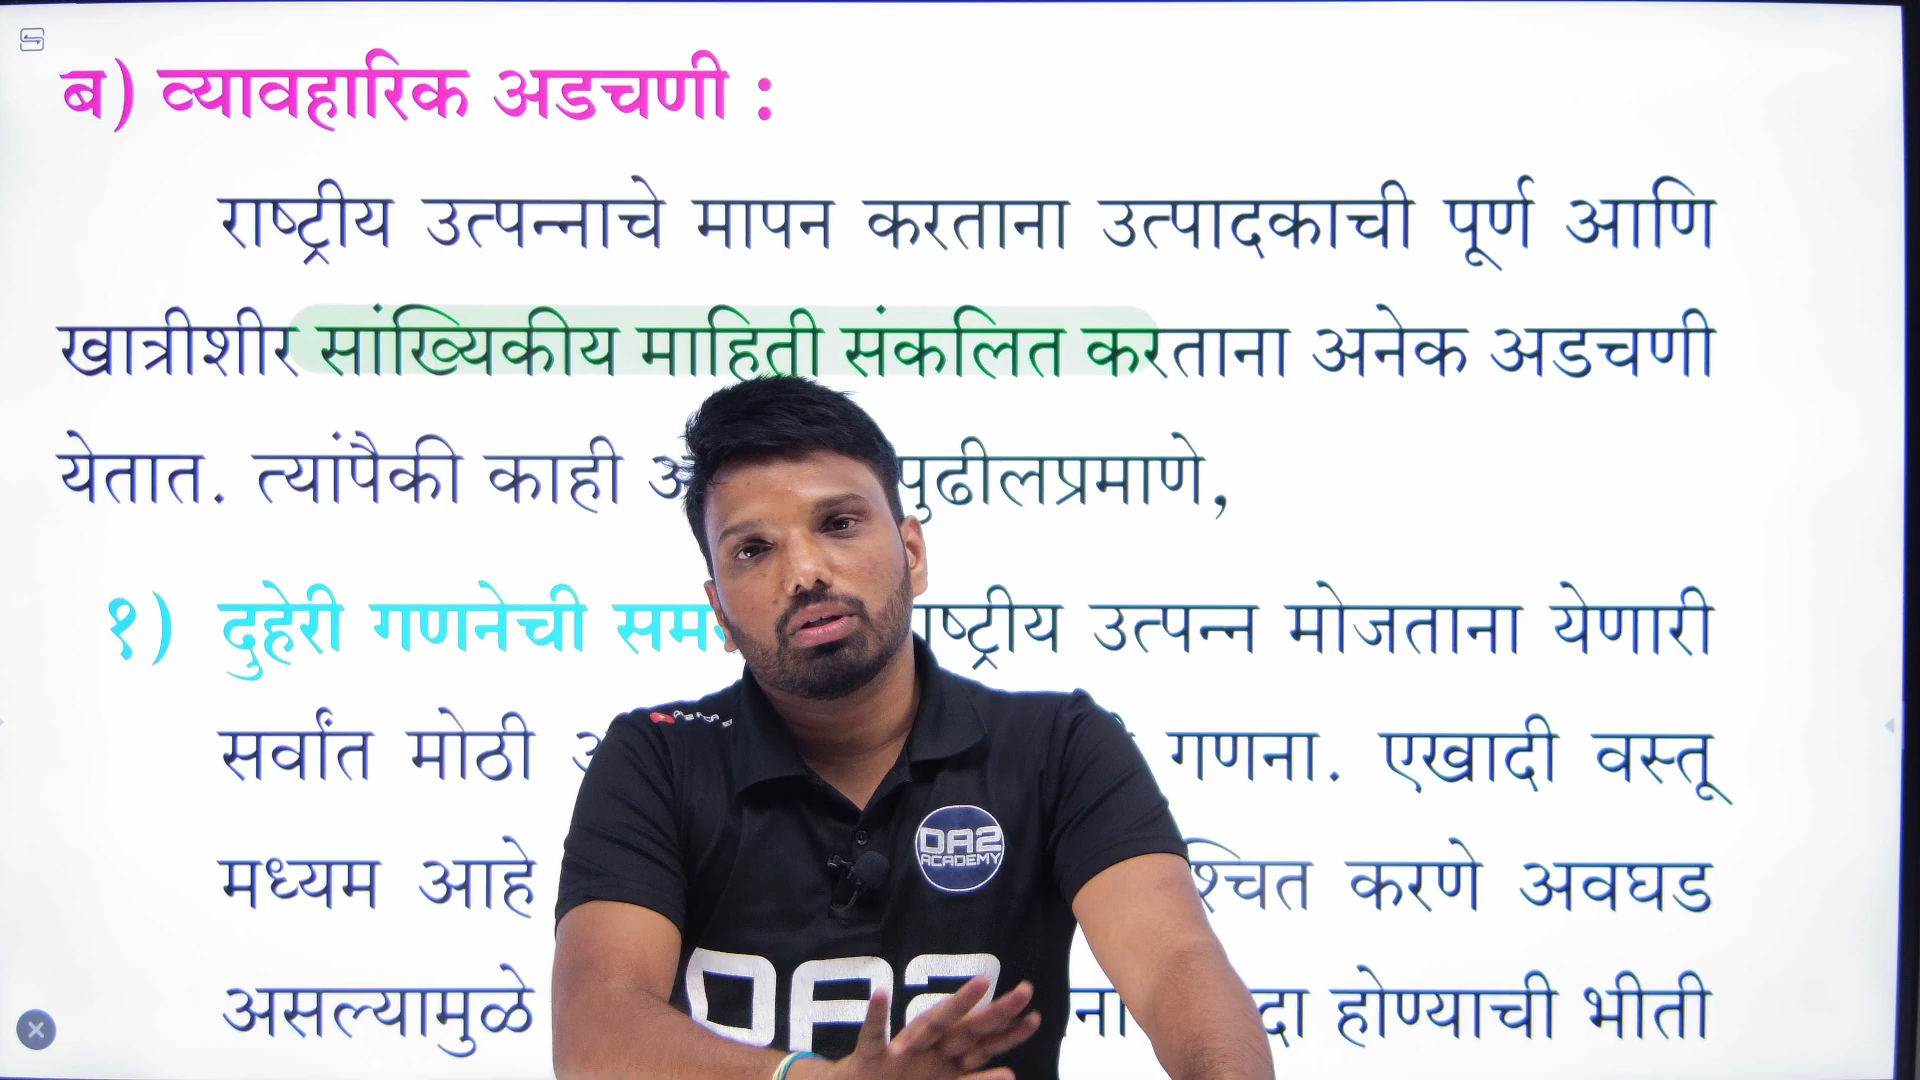 ब) व्यावहारिक अडचणी :
राष्ट्रीय उत्पन्नाचे मापन करताना उत्पादकाची पूर्ण आणि
खात्रीशीर सांख्यिकीय माहिती संकलित करताना अनेक अडचणी
येतात. त्यांपैकी काही पुढीलप्रमाणे,
१) दुहेरी गणनेची राष्ट्रीय उत्पन्न मोजताना येणारी
सर्वांत मोठी गणना. एखादी वस्तू
मध्यम आहे करणे अवघड
असल्यामुळे होण्याची भीती
DA2
ACADEMY
DA2